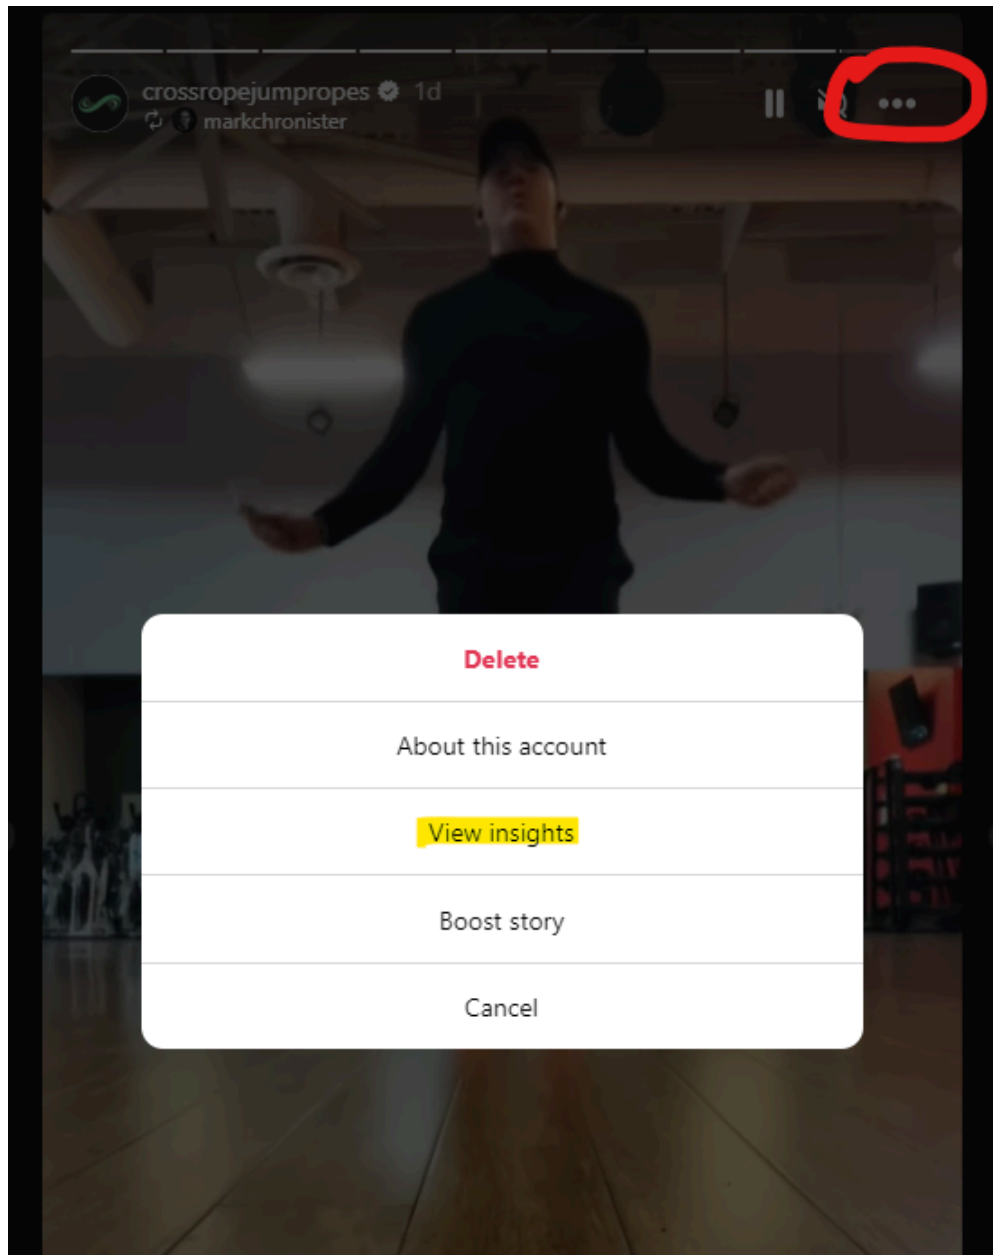 crossropejumpropes 1d
markchronister
Delete
About this account
View insights
Boost story
Cancel